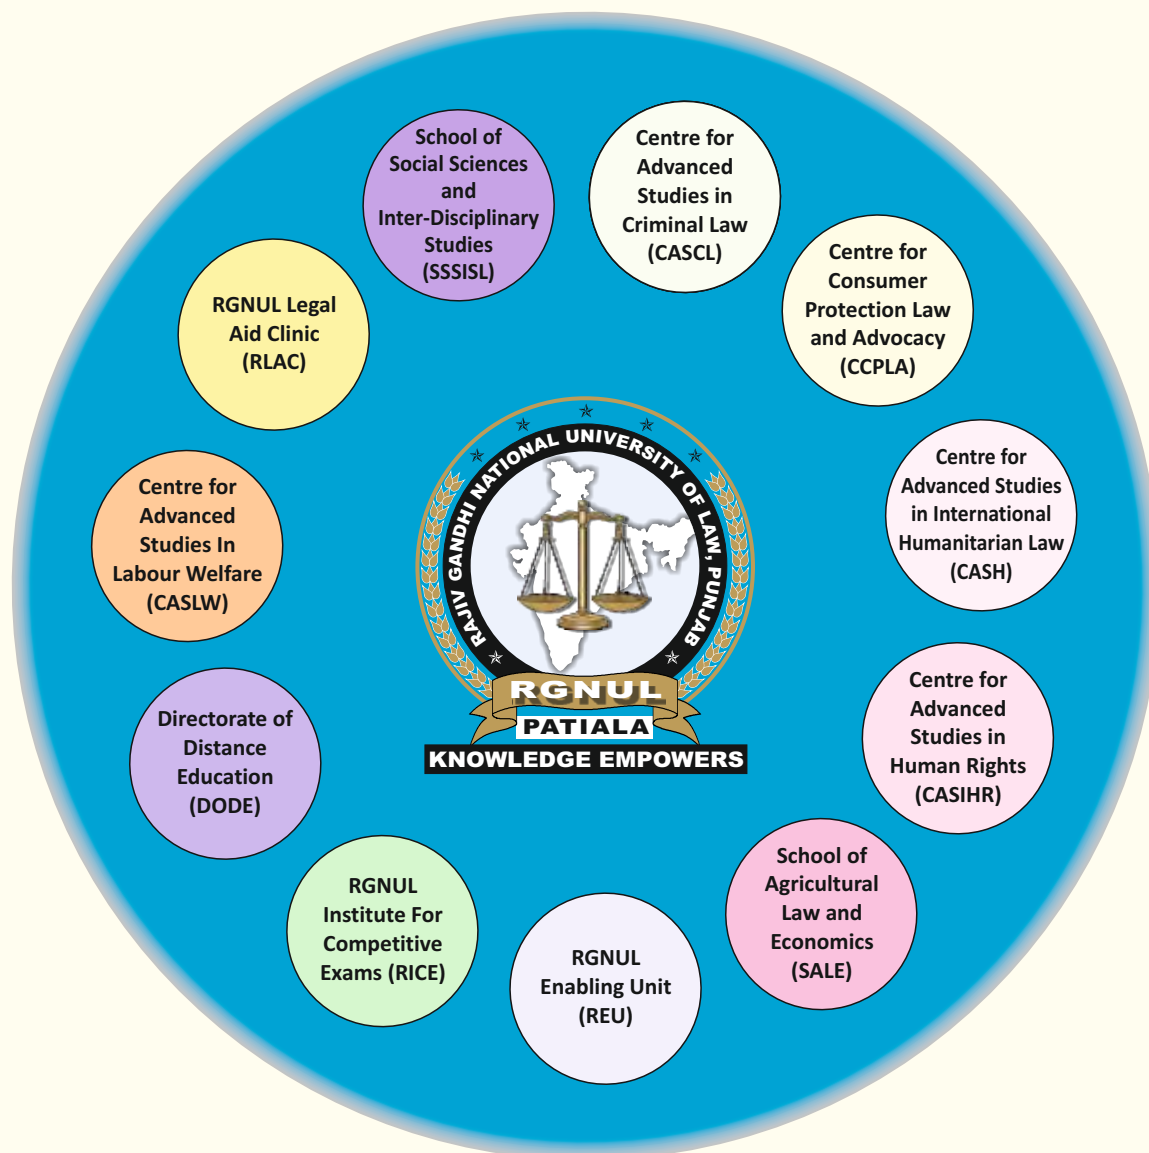 School of
Social Sciences
and
Inter-Disciplinary
Studies
(SSSISL)
Centre for
Advanced
Studies in
Criminal Law
(CASCL)
Centre for
Consumer
Protection Law
and Advocacy
(CCPLA)
RGNUL Legal
Aid Clinic
(RLAC)
Centre for
Advanced Studies
in International
Humanitarian Law
(CASH)
Centre for
Advanced
Studies In
Labour Welfare
(CASLW)
RAJIV GANDHI NATIONAL UNIVERSITY OF LAW, PUNJAB
RGNUL
PATIALA
KNOWLEDGE EMPOWERS
Centre for
Advanced
Studies in
Human Rights
(CASIHR)
Directorate of
Distance
Education
(DODE)
School of
Agricultural
Law and
Economics
(SALE)
RGNUL
Institute For
Competitive
Exams (RICE)
RGNUL
Enabling Unit
(REU)